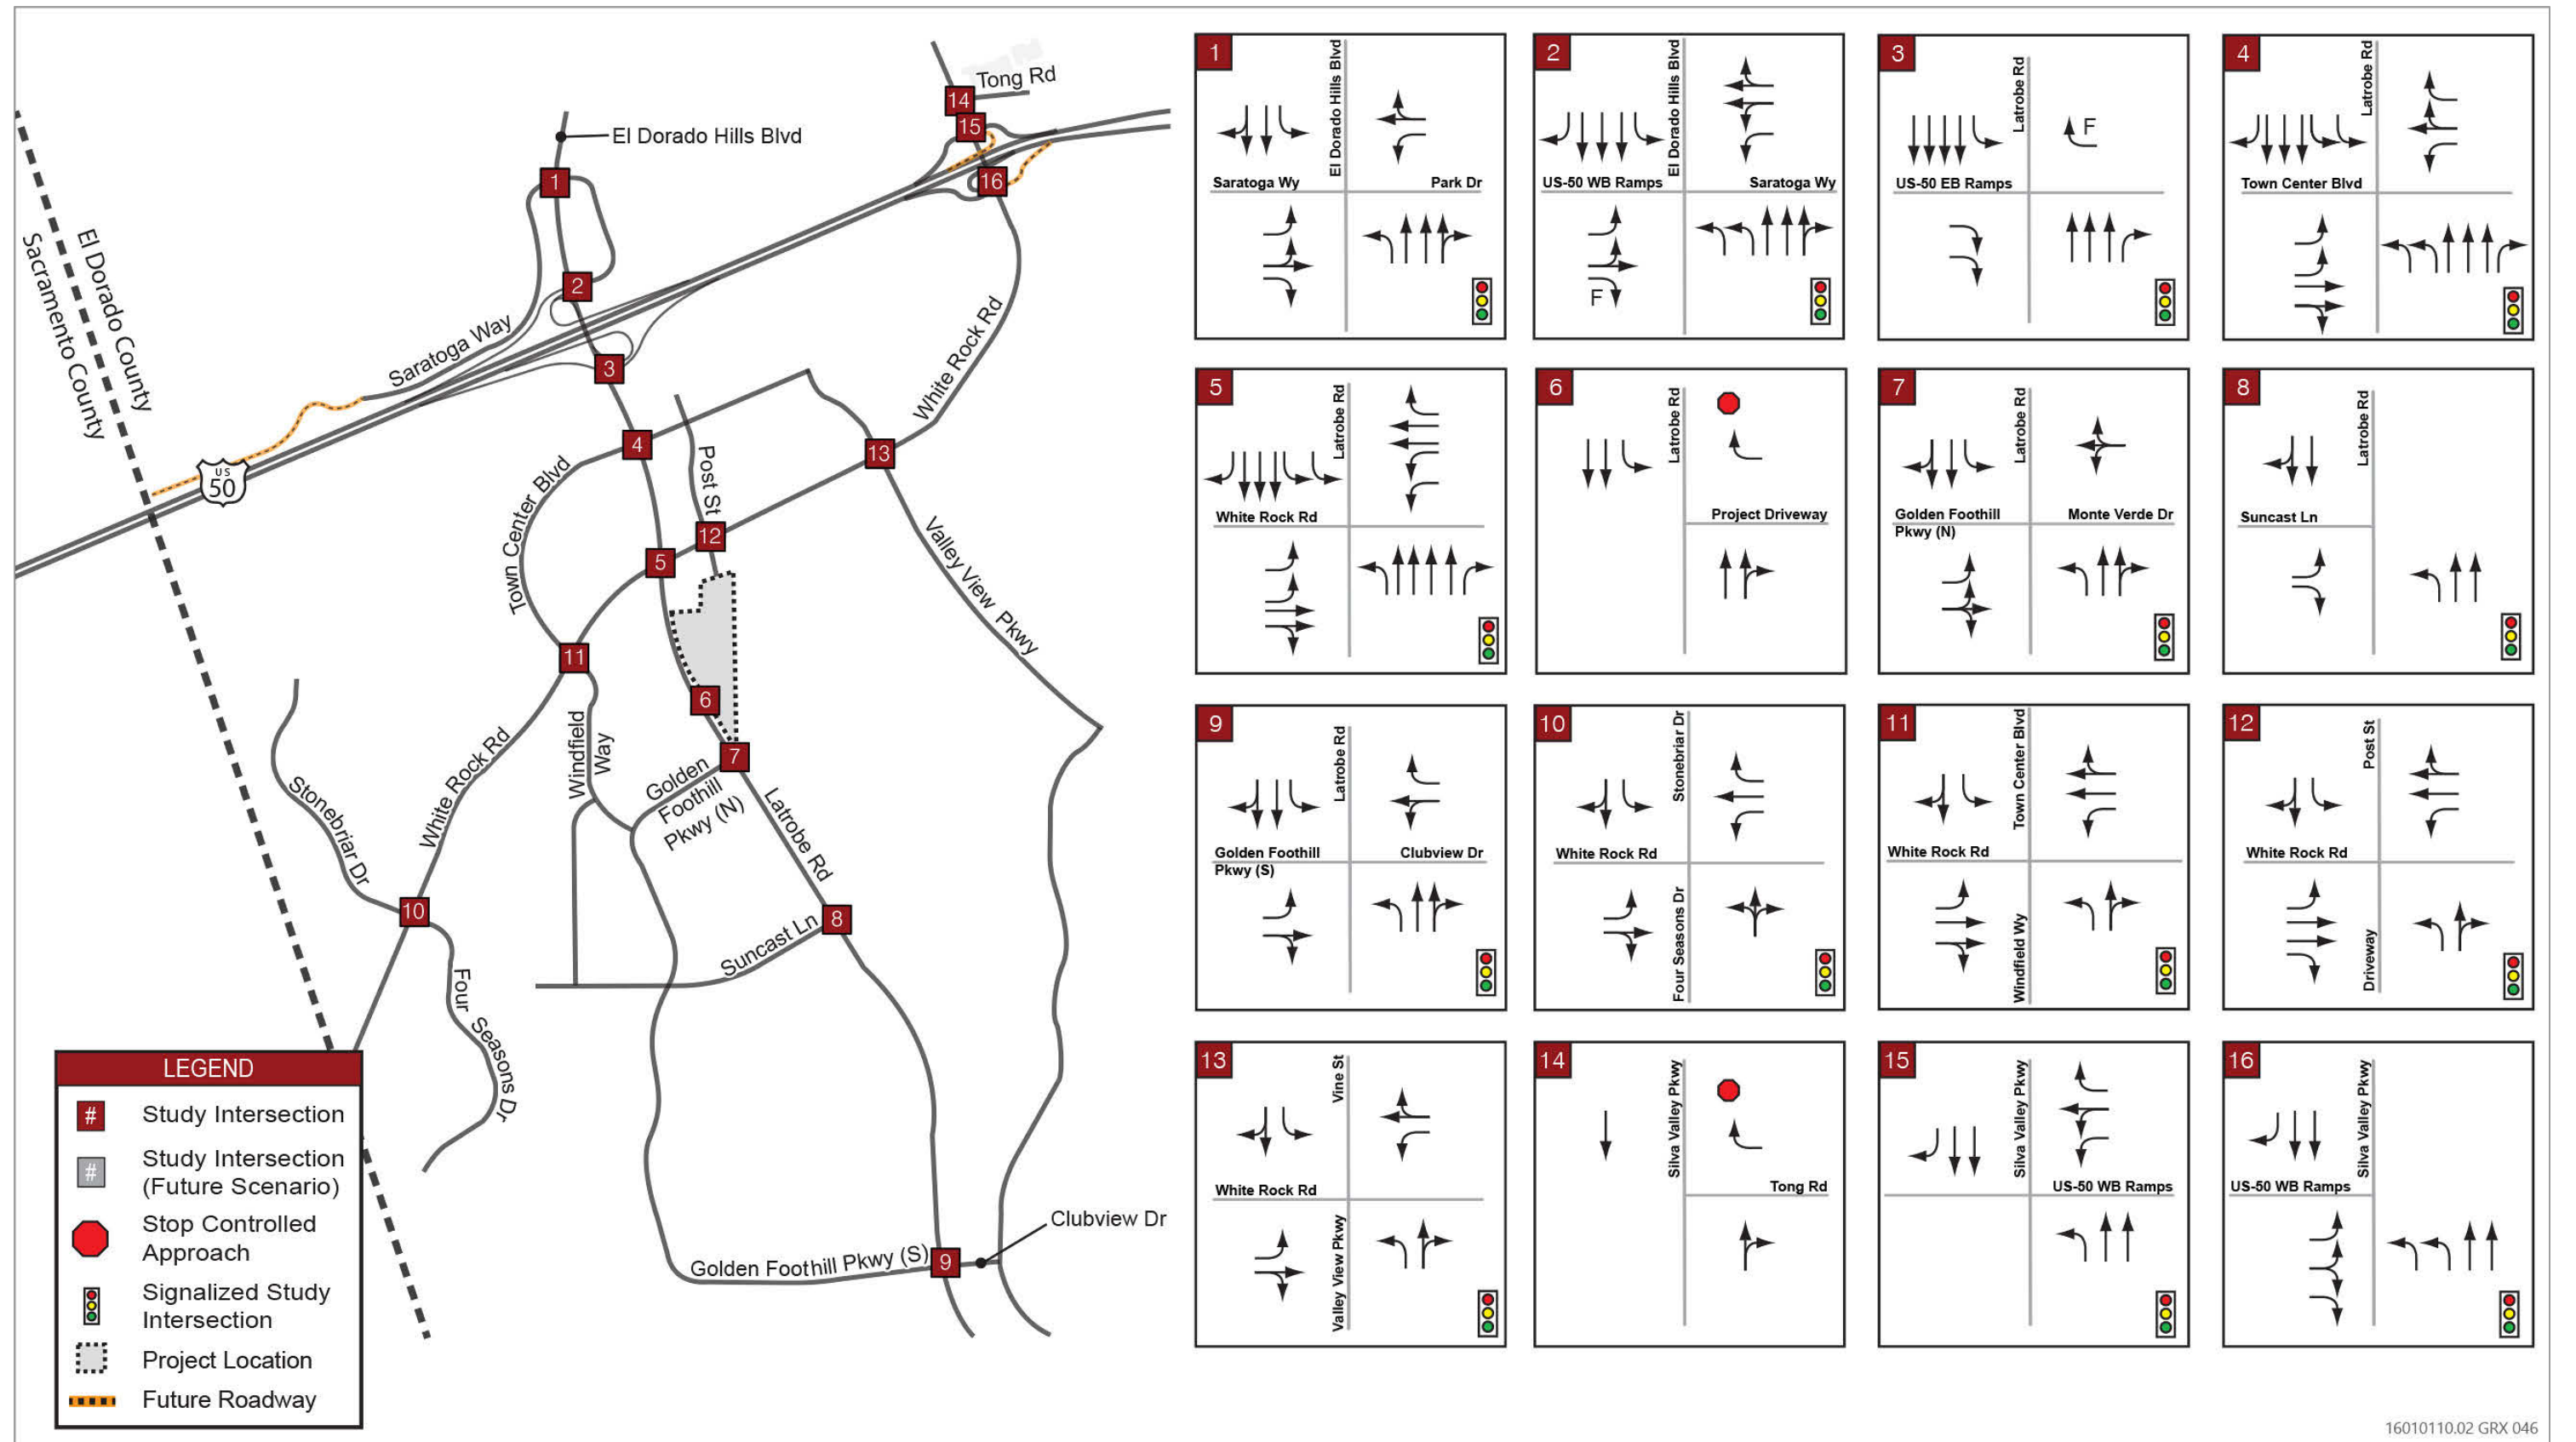 Tong Rd
14
15
16
El Dorado Hills Blvd
1
2
3
El Dorado County
Sacramento County
Saratoga Way
White Rock Rd
US
50
4
Post St
13
Town Center Blvd
12
5
Valley View Pkwy
11
6
7
Windfield
Way
Golden
Foothill
Pkwy (N)
White Rock Rd
Latrobe Rd
Stonebriar Dr
10
8
Suncast Ln
Four Seasons Dr
Clubview Dr
Golden Foothill Pkwy (S)
9
LEGEND
# Study Intersection
# Study Intersection
(Future Scenario)
Stop Controlled
Approach
Signalized Study
Intersection
Project Location
Future Roadway
1
El Dorado Hills Blvd
Saratoga Wy
Park Dr
2
El Dorado Hills Blvd
US-50 WB Ramps
Saratoga Wy
F
3
Latrobe Rd
F
US-50 EB Ramps
4
Latrobe Rd
Town Center Blvd
5
Latrobe Rd
White Rock Rd
6
Latrobe Rd
Project Driveway
7
Latrobe Rd
Golden Foothill
Pkwy (N)
Monte Verde Dr
8
Latrobe Rd
Suncast Ln
9
Latrobe Rd
Golden Foothill
Pkwy (S)
Clubview Dr
10
Stonebriar Dr
White Rock Rd
Four Seasons Dr
11
Town Center Blvd
White Rock Rd
Windfield Wy
12
Post St
White Rock Rd
Driveway
13
Vine St
White Rock Rd
Valley View Pkwy
14
Silva Valley Pkwy
Tong Rd
15
Silva Valley Pkwy
US-50 WB Ramps
16
Silva Valley Pkwy
US-50 WB Ramps
16010110.02 GRX 046